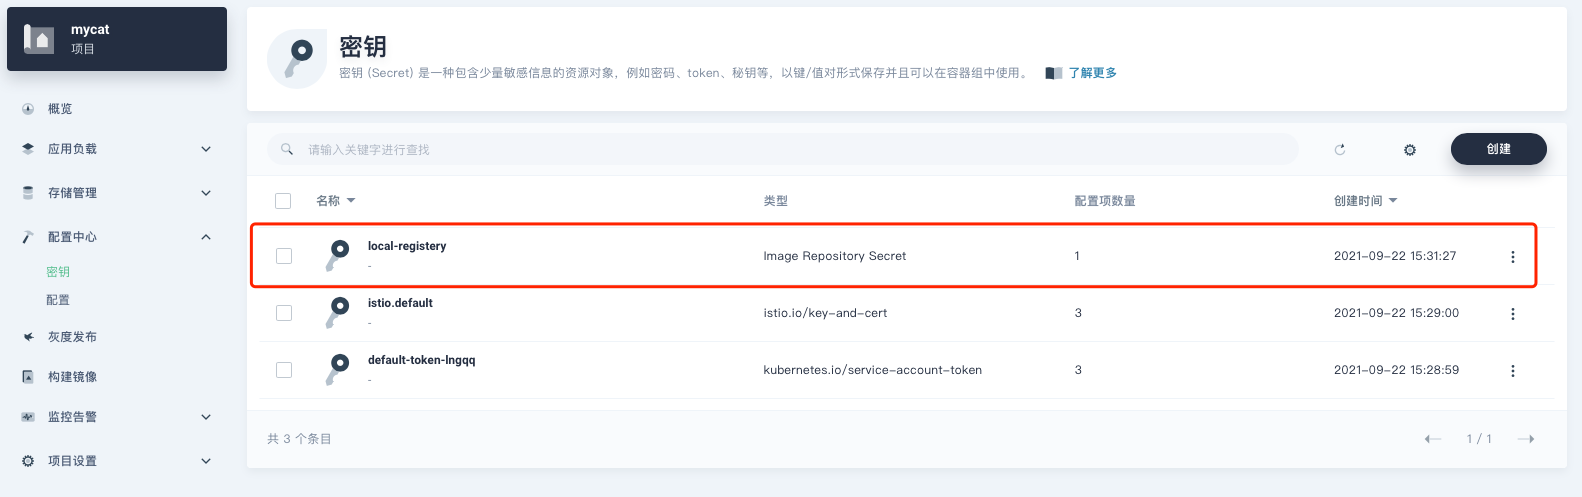 mycat
项目
概览
应用负载
存储管理
配置中心
密钥
配置
灰度发布
构建镜像
监控告警
项目设置
密钥
密钥 (Secret) 是一种包含少量敏感信息的资源对象，例如密码、token、秘钥等，以键/值对形式保存并且可以在容器组中使用。 了解更多
请输入关键字进行查找
创建
名称 类型 配置项数量 创建时间
local-registery
-
Image Repository Secret 1 2021-09-22 15:31:27
istio.default
-
istio.io/key-and-cert 3 2021-09-22 15:29:00
default-token-lngqq
-
kubernetes.io/service-account-token 3 2021-09-22 15:28:59
共 3 个条目 1 / 1